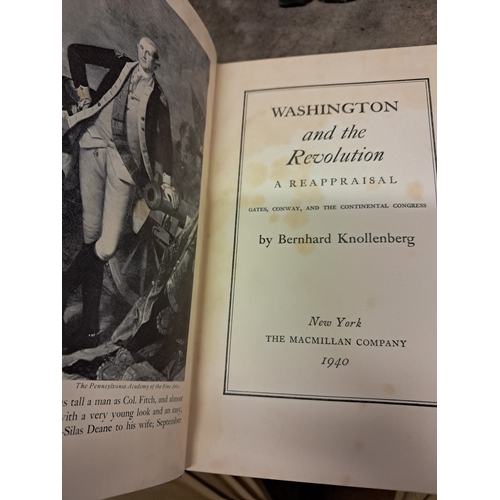 The Pennsylvania Academy of the Fine Arts
as tall a man as Col. Fitch, and almost
with a very young look and an easy,
-Silas Deane to his wife; September
WASHINGTON
and the
Revolution
A REAPPRAISAL
GATES, CONWAY, AND THE CONTINENTAL CONGRESS
by Bernhard Knollenberg
New York
THE MACMILLAN COMPANY
1940